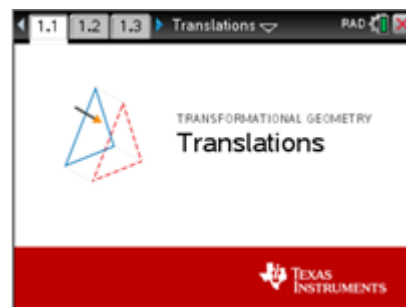 1.1 1.2 1.3 Translations RAD
TRANSFORMATIONAL GEOMETRY
Translations
TEXAS
INSTRUMENTS